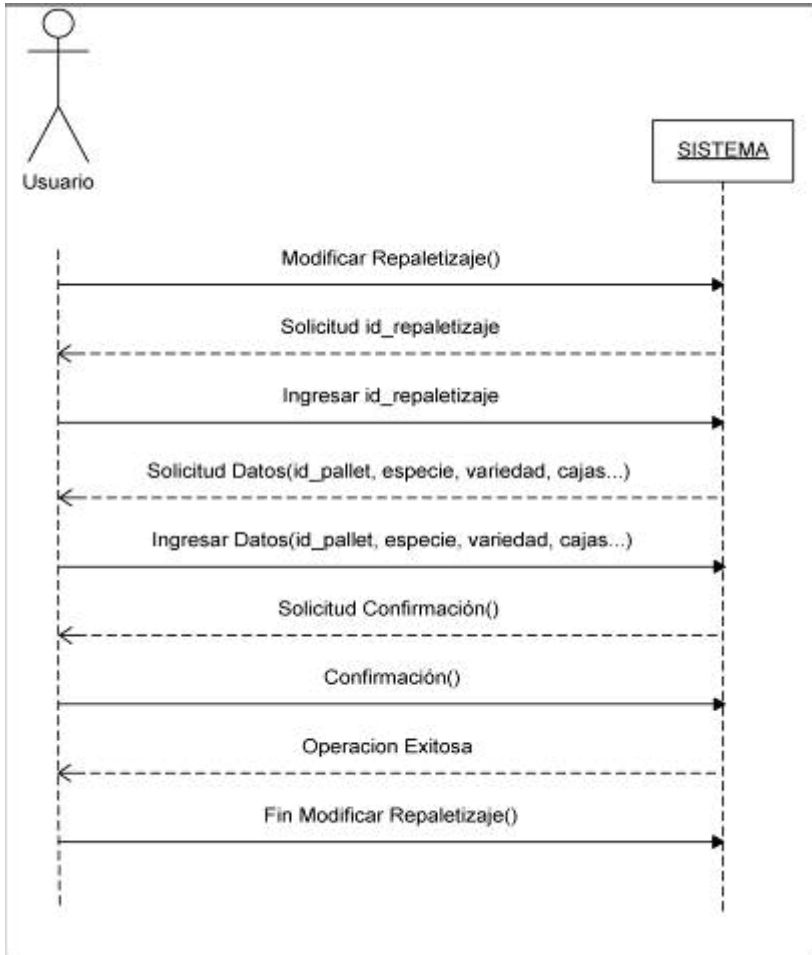 Usuario
SISTEMA
Modificar Repaletizaje()
Solicitud id_repaletizaje
Ingresar id_repaletizaje
Solicitud Datos(id_pallet, especie, variedad, cajas...)
Ingresar Datos(id_pallet, especie, variedad, cajas...)
Solicitud Confirmación()
Confirmación()
Operacion Exitosa
Fin Modificar Repaletizaje()